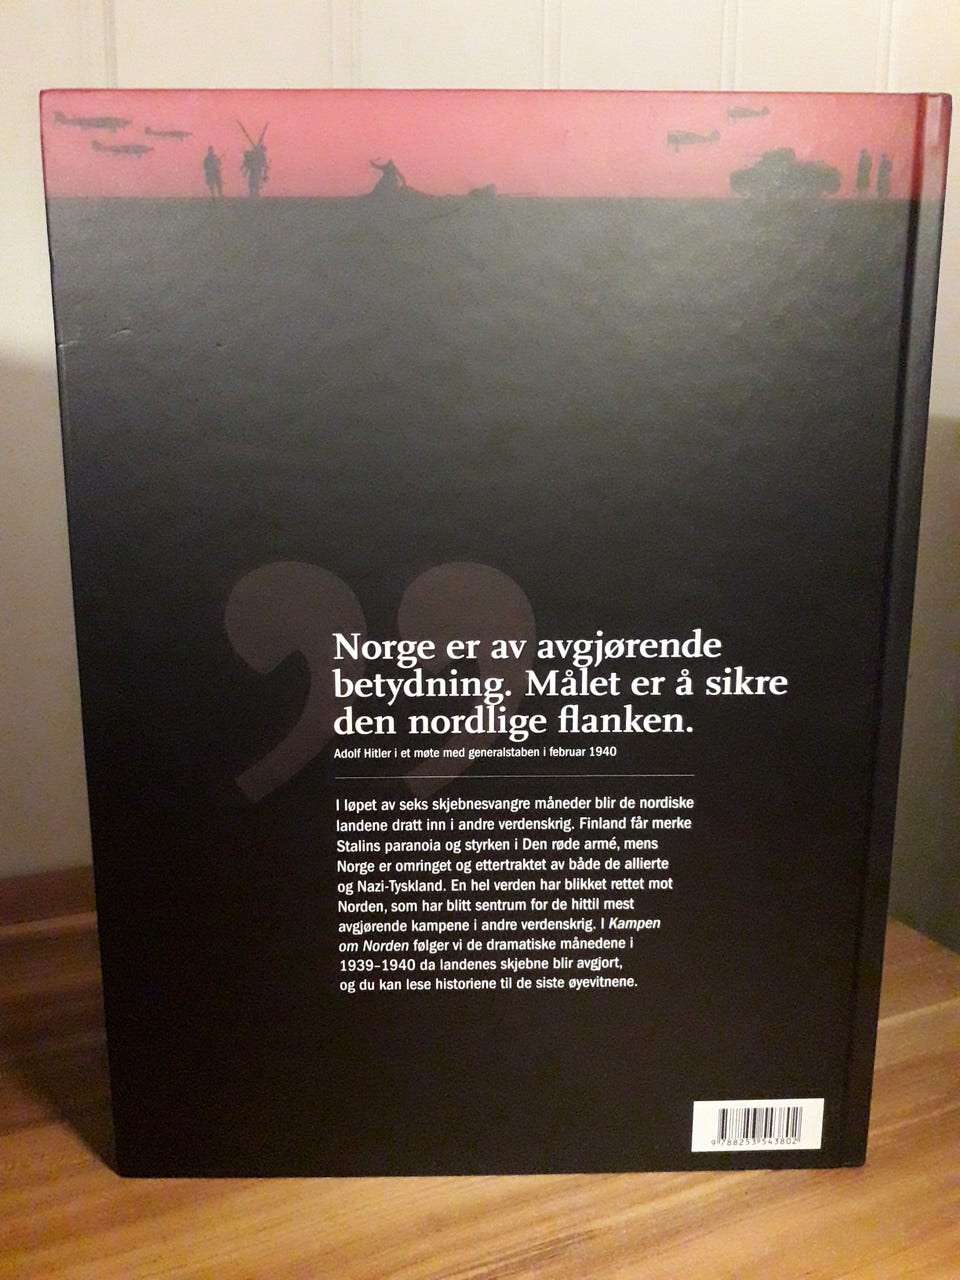 Norge er av avgjørende
betydning. Målet er å sikre
den nordlige flanken.
Adolf Hitler i et møte med generalstaben i februar 1940
I løpet av seks skjebnesvangre måneder blir de nordiske
landene dratt inn i andre verdenskrig. Finland får merke
Stalins paranoia og styrken i Den røde armé, mens
Norge er omringet og ettertraktet av både de allierte
og Nazi-Tyskland. En hel verden har blikket rettet mot
Norden, som har blitt sentrum for de hittil mest
avgjørende kampene i andre verdenskrig. I Kampen
om Norden følger vi de dramatiske månedene i
1939–1940 da landenes skjebne blir avgjort,
og du kan lese historiene til de siste øyevitnene.
9 788253 543802